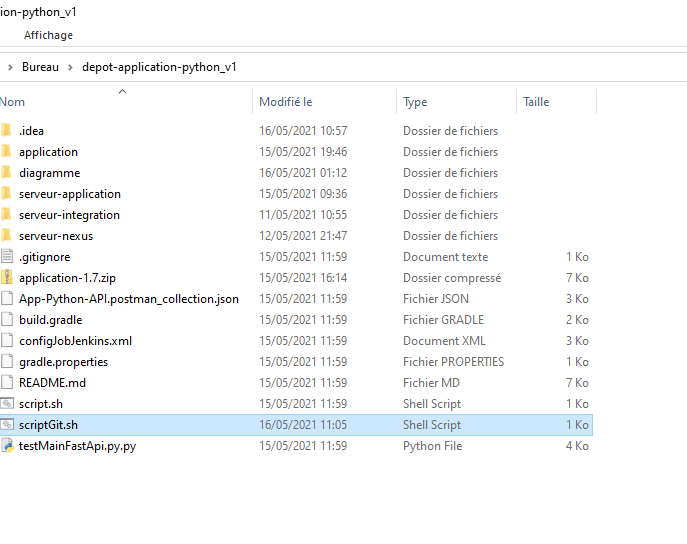 ion-python_v1
Affichage
Bureau depot-application-python_v1
Nom Modifié le Type Taille
.idea 16/05/2021 10:57 Dossier de fichiers
application 15/05/2021 19:46 Dossier de fichiers
diagramme 16/05/2021 01:12 Dossier de fichiers
serveur-application 15/05/2021 09:36 Dossier de fichiers
serveur-integration 11/05/2021 10:55 Dossier de fichiers
serveur-nexus 12/05/2021 21:47 Dossier de fichiers
.gitignore 15/05/2021 11:59 Document texte 1 Ko
application-1.7.zip 15/05/2021 16:14 Dossier compressé 7 Ko
App-Python-API.postman_collection.json 15/05/2021 11:59 Fichier JSON 3 Ko
build.gradle 15/05/2021 11:59 Fichier GRADLE 2 Ko
configJobJenkins.xml 15/05/2021 11:59 Document XML 3 Ko
gradle.properties 15/05/2021 11:59 Fichier PROPERTIES 1 Ko
README.md 15/05/2021 11:59 Fichier MD 7 Ko
script.sh 15/05/2021 11:59 Shell Script 1 Ko
scriptGit.sh 16/05/2021 11:05 Shell Script 1 Ko
testMainFastApi.py.py 15/05/2021 11:59 Python File 4 Ko